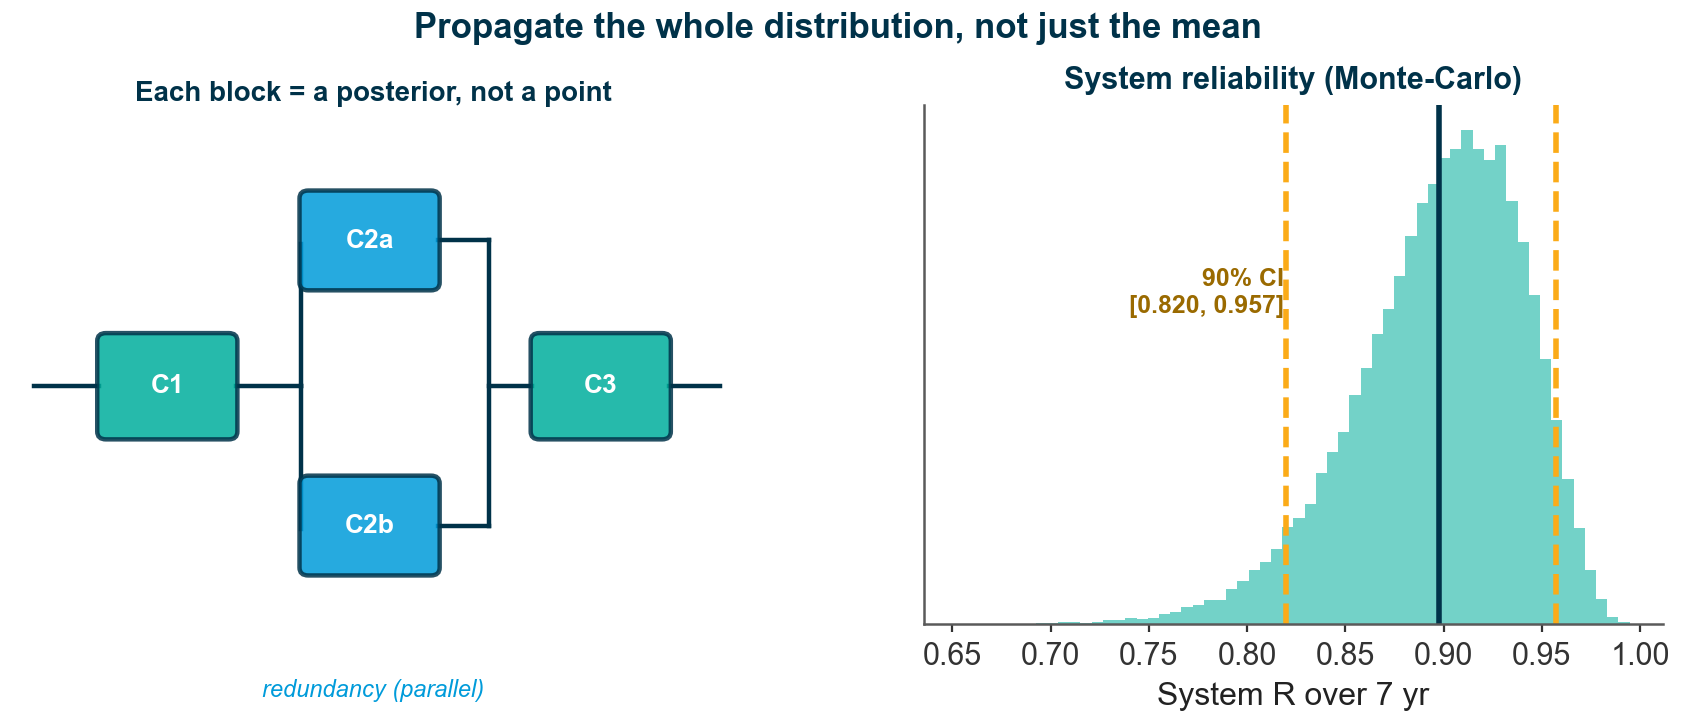 Propagate the whole distribution, not just the mean
Each block = a posterior, not a point
C2a
C1
C3
C2b
redundancy (parallel)
System reliability (Monte-Carlo)
90% CI
[0.820, 0.957]
0.65 0.70 0.75 0.80 0.85 0.90 0.95 1.00
System R over 7 yr